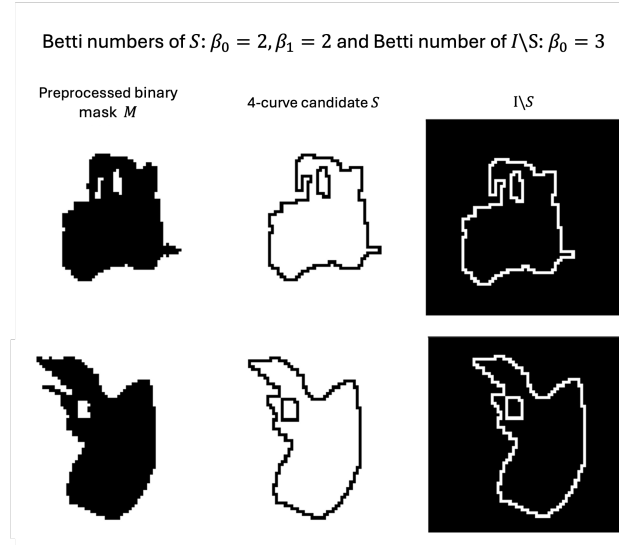 Betti numbers of S: β₀ = 2, β₁ = 2 and Betti number of I\S: β₀ = 3
Preprocessed binary
mask M
4-curve candidate S
I\S